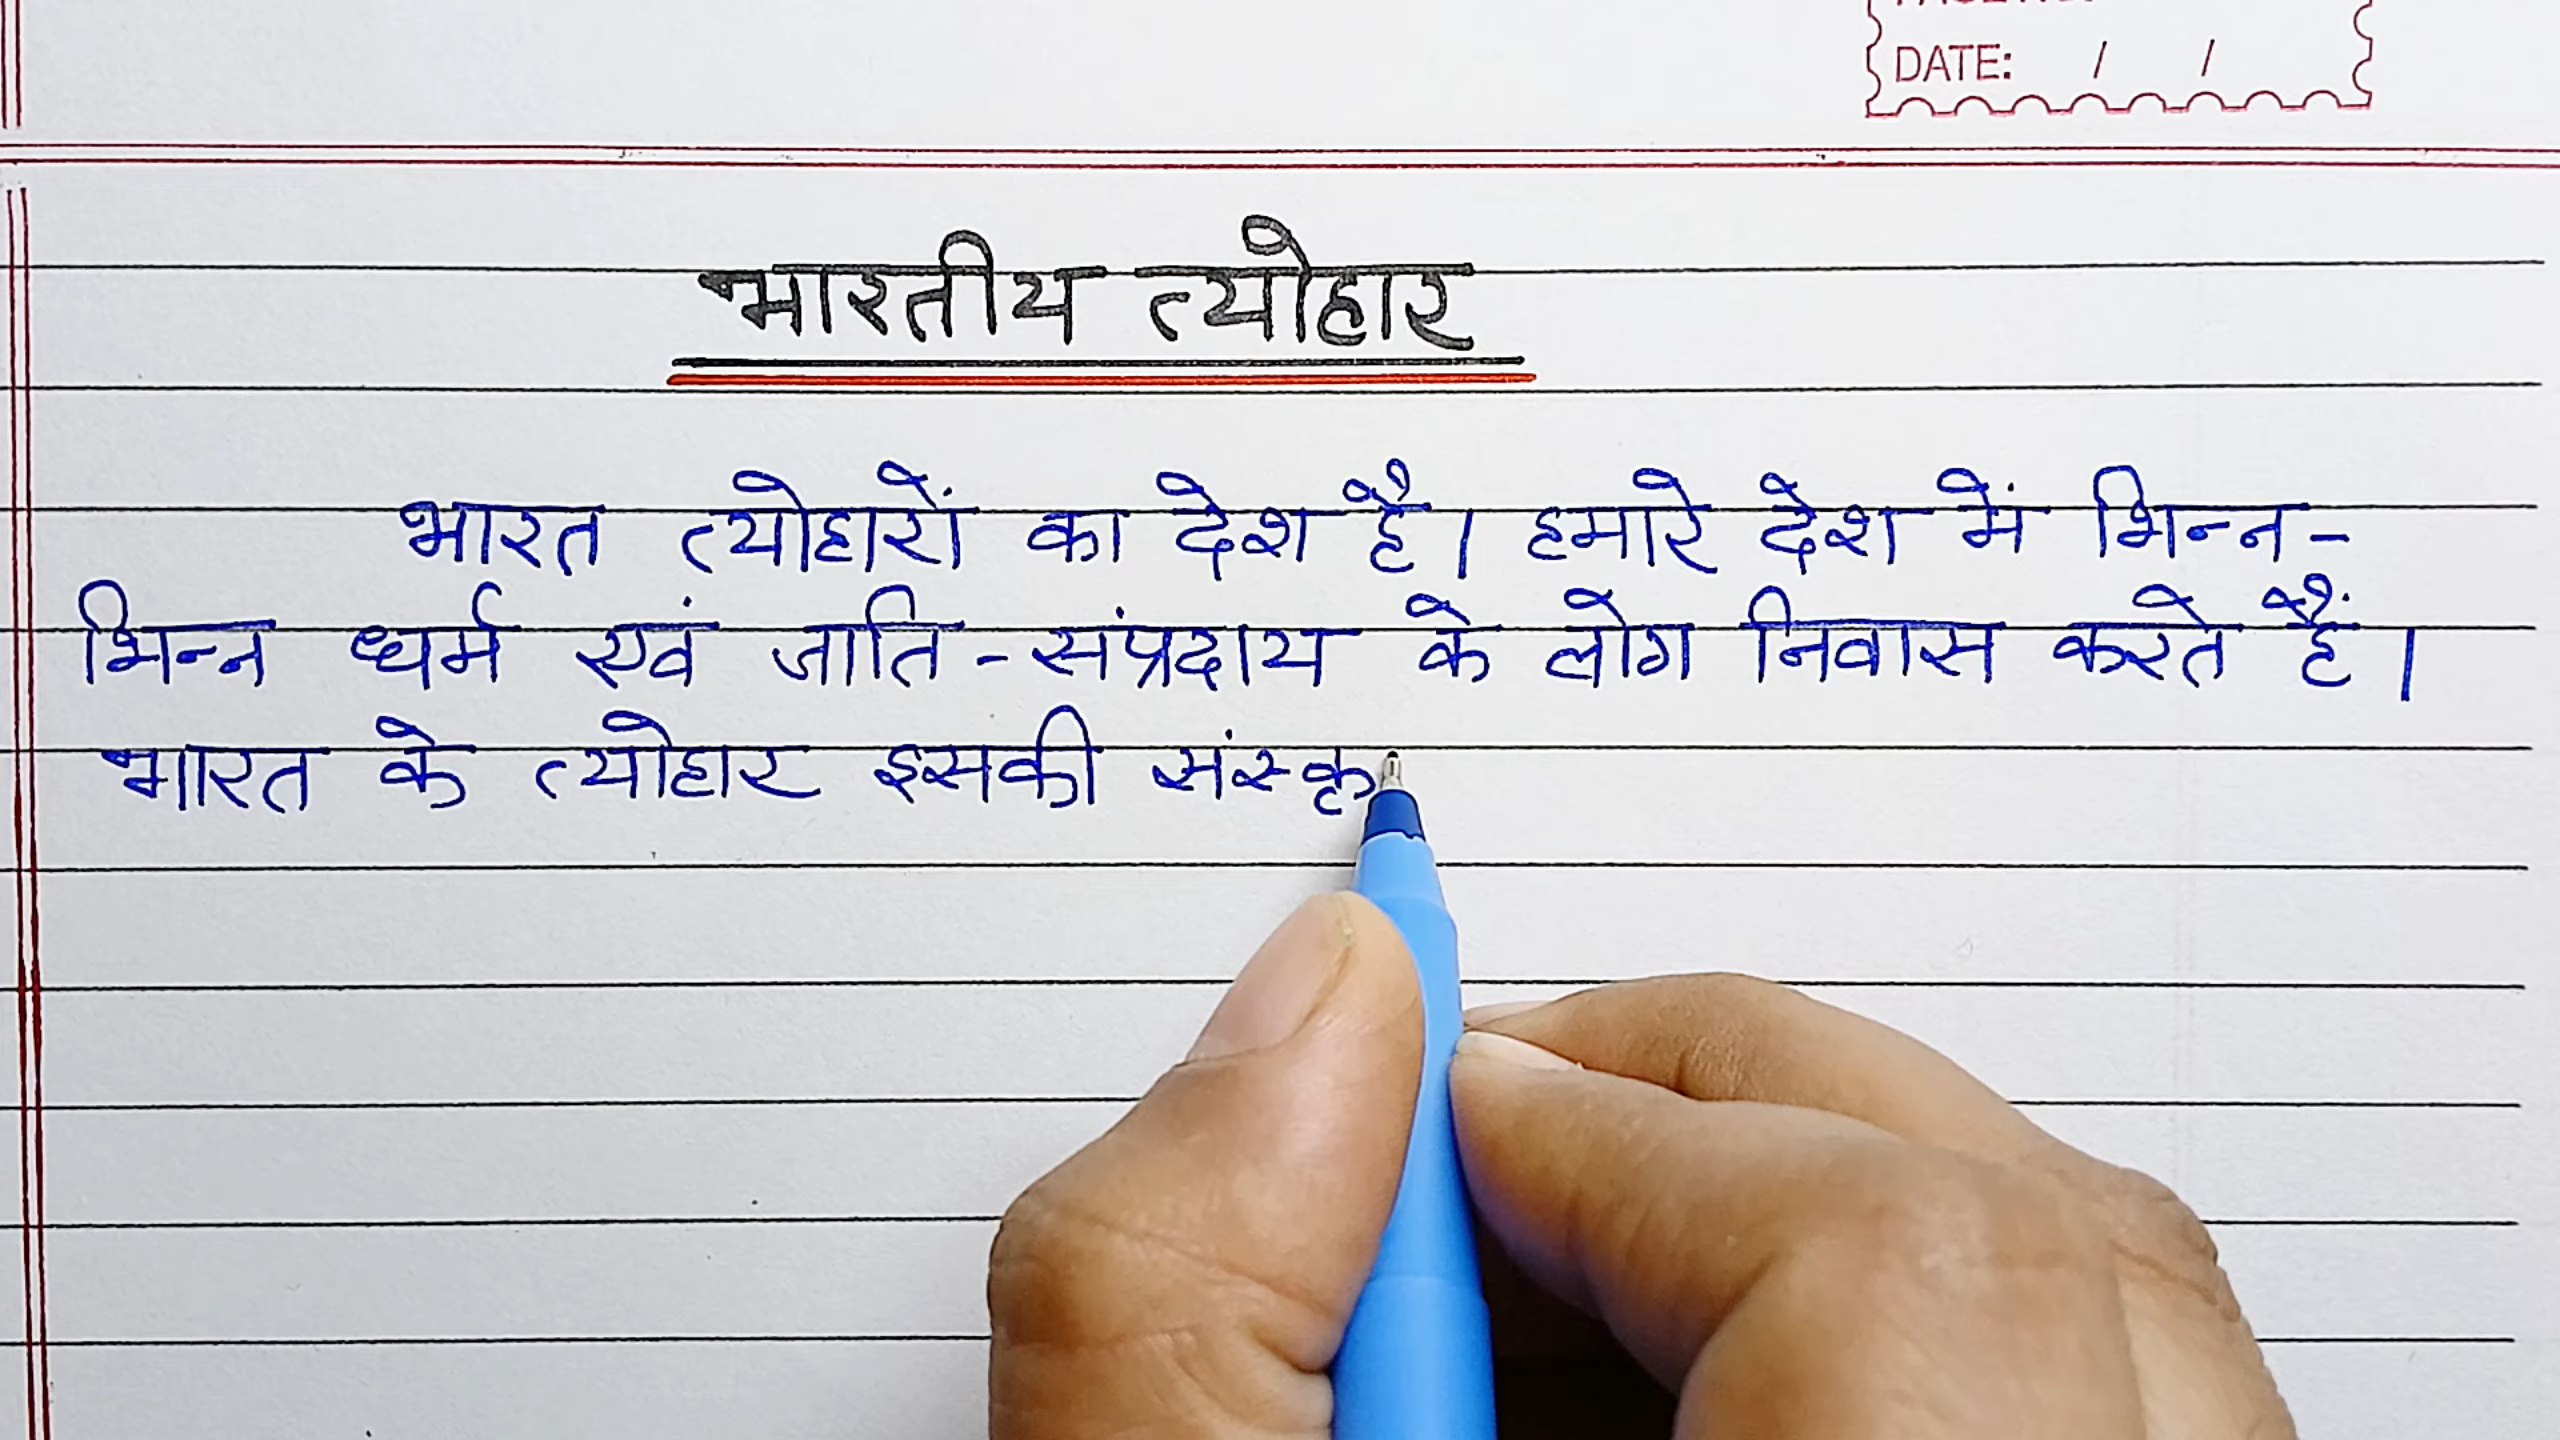 DATE: / /
भारतीय त्योहार
भारत त्योहारों का देश है। हमारे देश में भिन्न-
भिन्न धर्म एवं जाति-संप्रदाय के लोग निवास करते हैं।
भारत के त्योहार इसकी संस्कृ